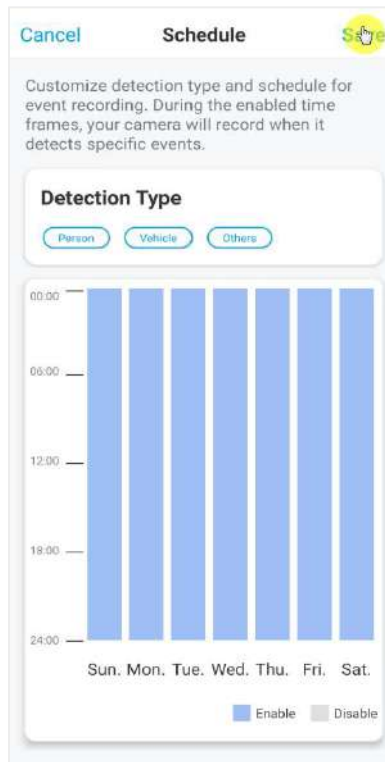 Cancel Schedule Save
Customize detection type and schedule for
event recording. During the enabled time
frames, your camera will record when it
detects specific events.
Detection Type
Person Vehicle Others
00:00
06:00
12:00
18:00
24:00
Sun. Mon. Tue. Wed. Thu. Fri. Sat.
Enable Disable